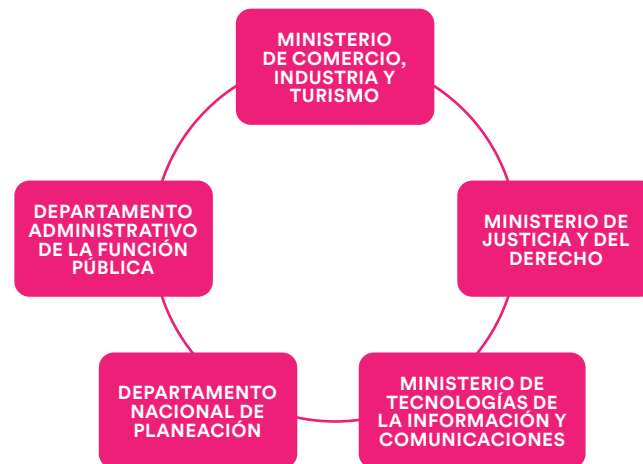 MINISTERIO
DE COMERCIO,
INDUSTRIA Y
TURISMO
DEPARTAMENTO
ADMINISTRATIVO
DE LA FUNCIÓN
PÚBLICA
MINISTERIO DE
JUSTICIA Y DEL
DERECHO
DEPARTAMENTO
NACIONAL DE
PLANEACIÓN
MINISTERIO DE
TECNOLOGÍAS DE
LA INFORMACIÓN Y
COMUNICACIONES